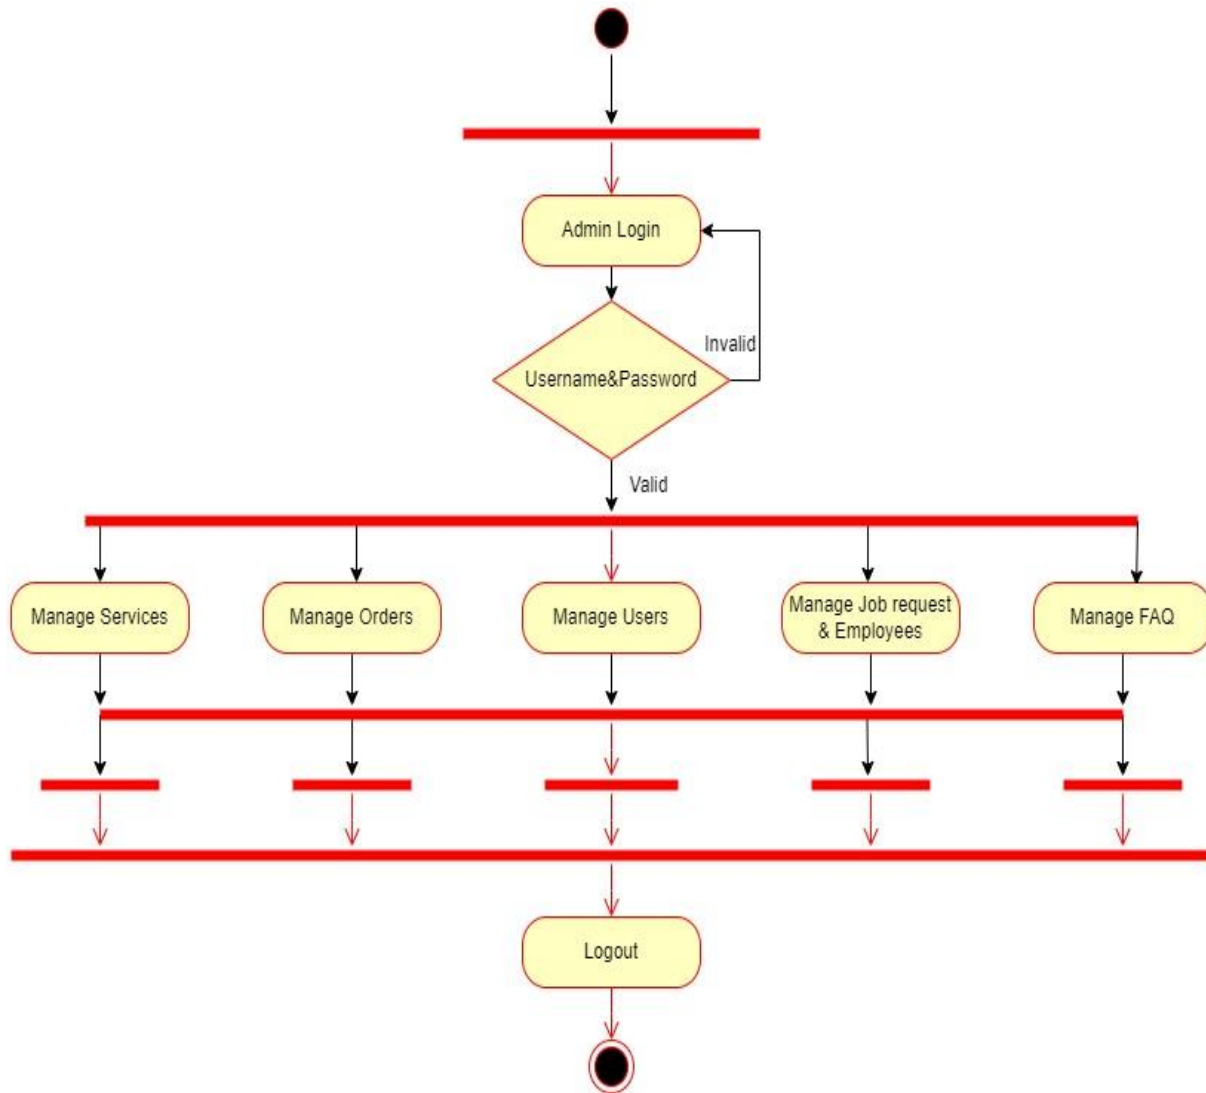 Admin Login
Invalid
Username&Password
Valid
Manage Services
Manage Orders
Manage Users
Manage Job request
& Employees
Manage FAQ
Logout